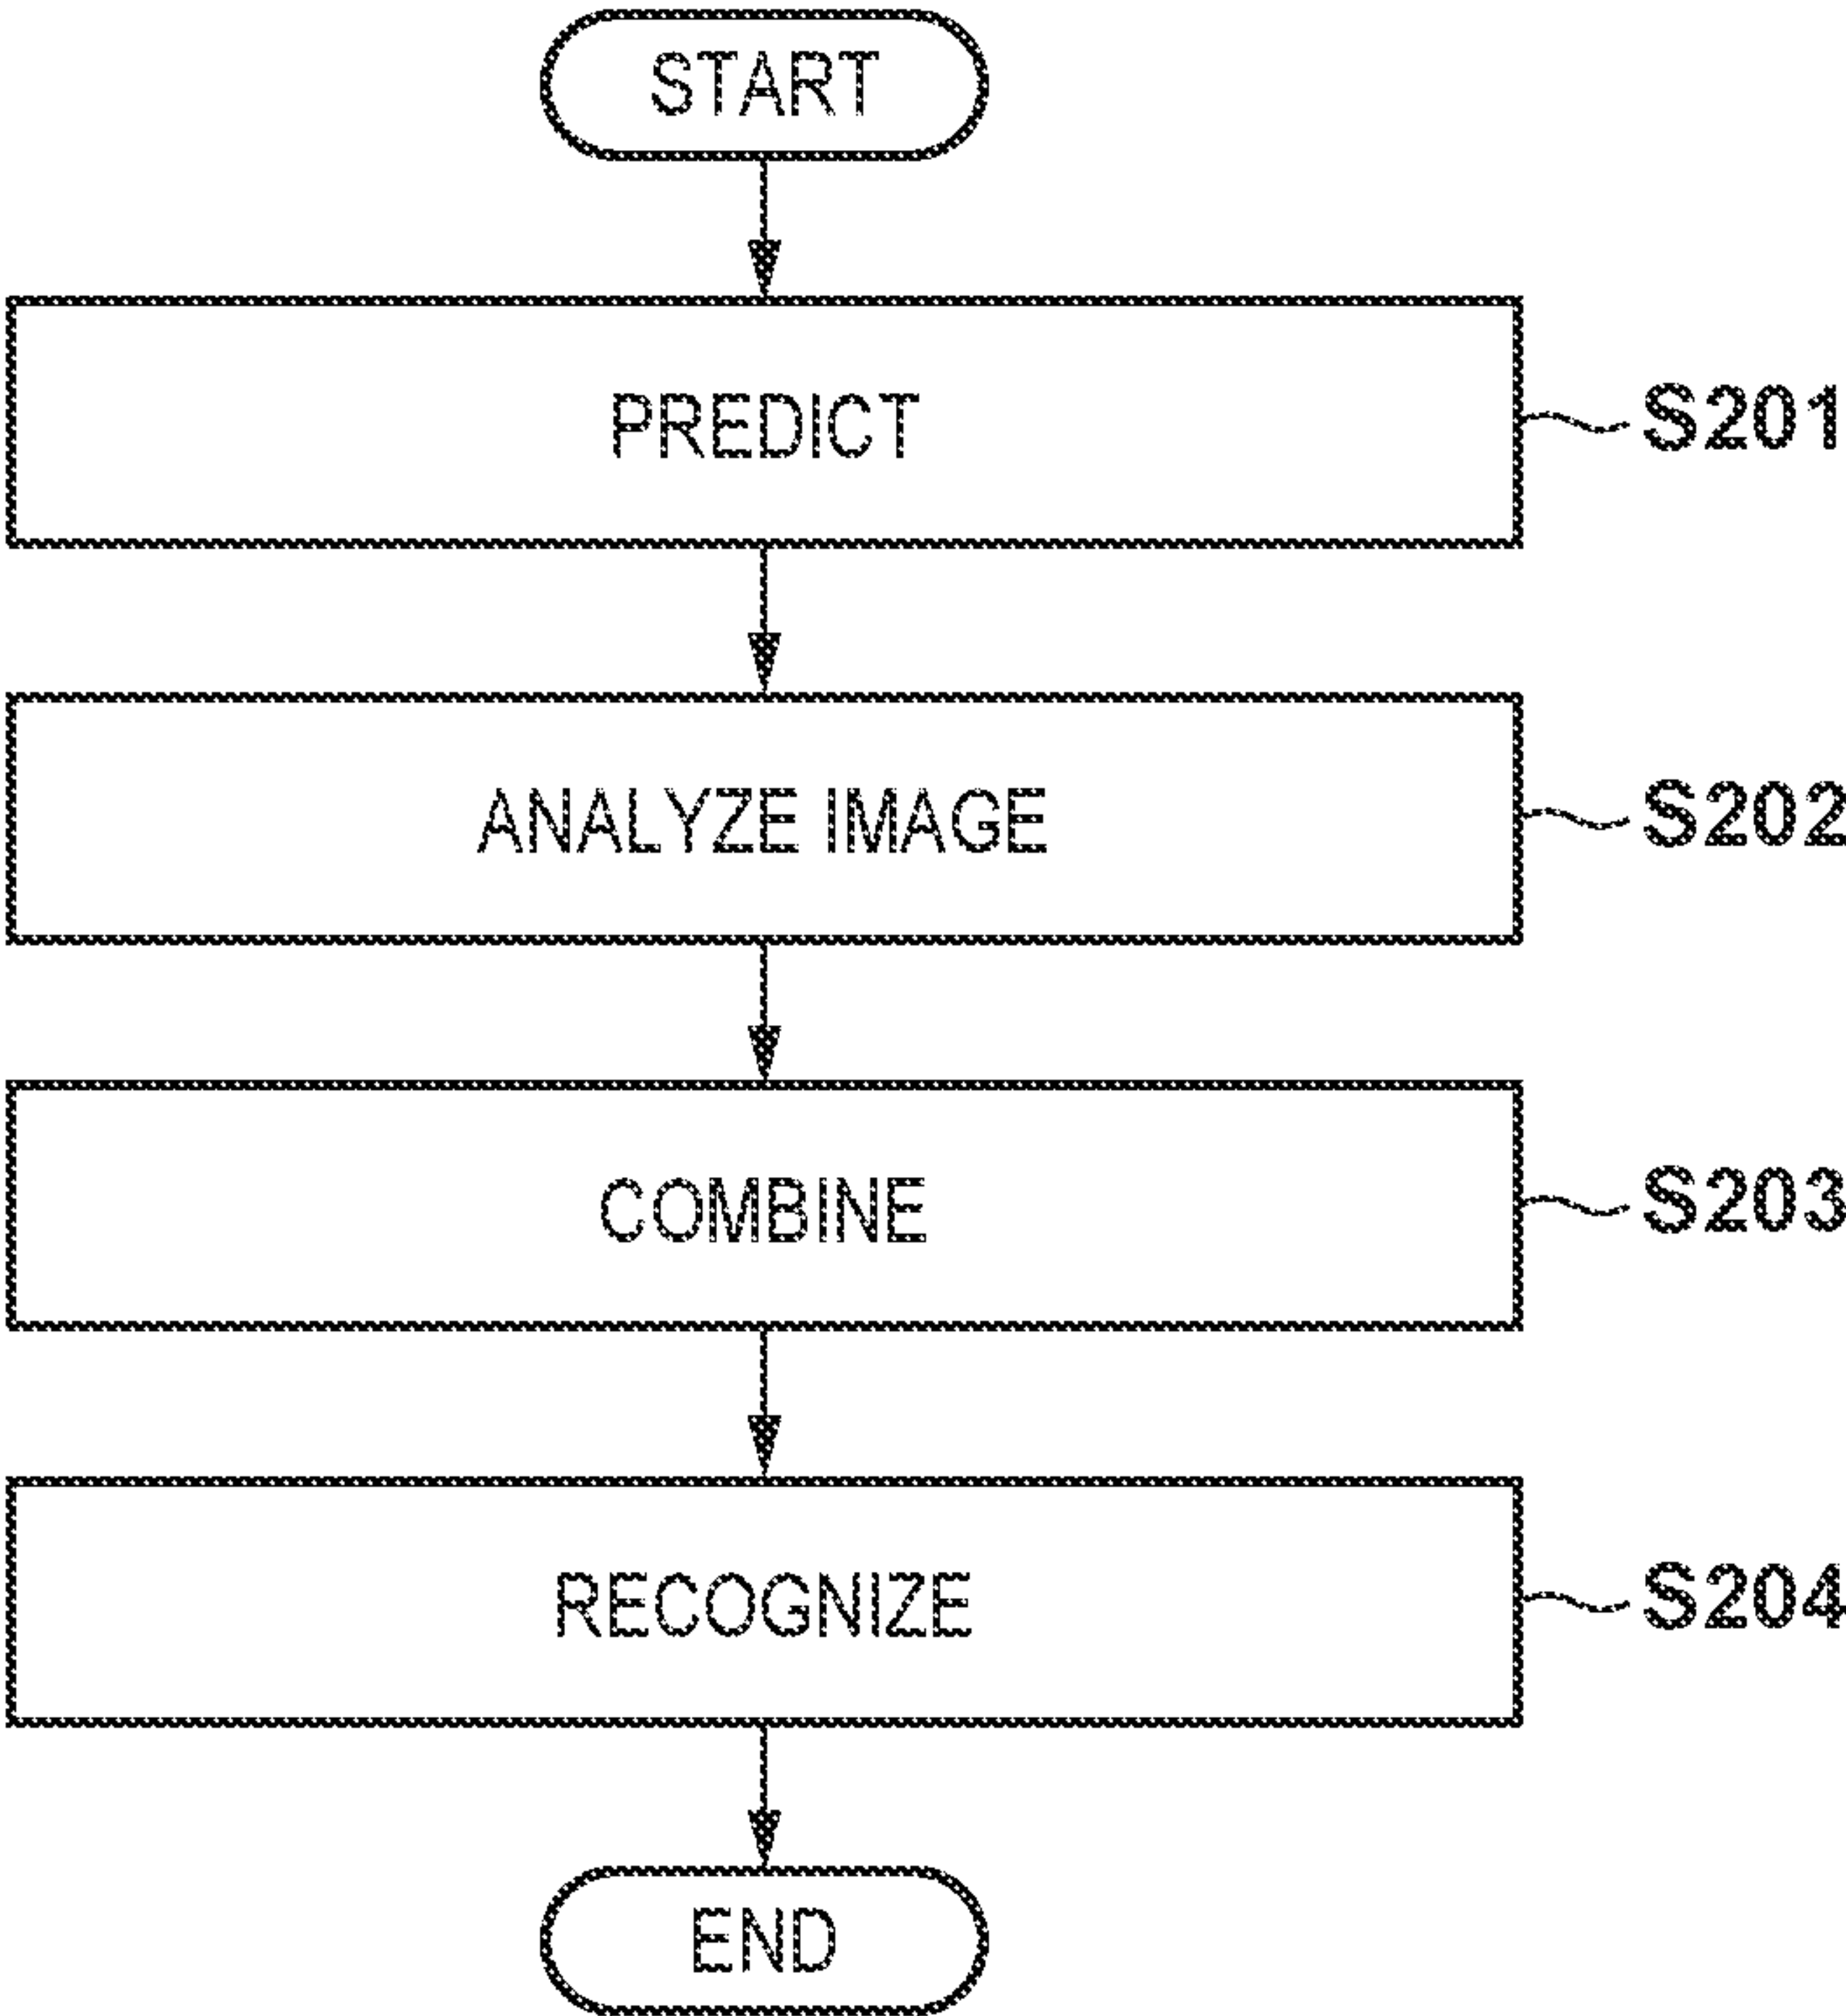 START
PREDICT
S201
ANALYZE IMAGE
S202
COMBINE
S203
RECOGNIZE
S204
END